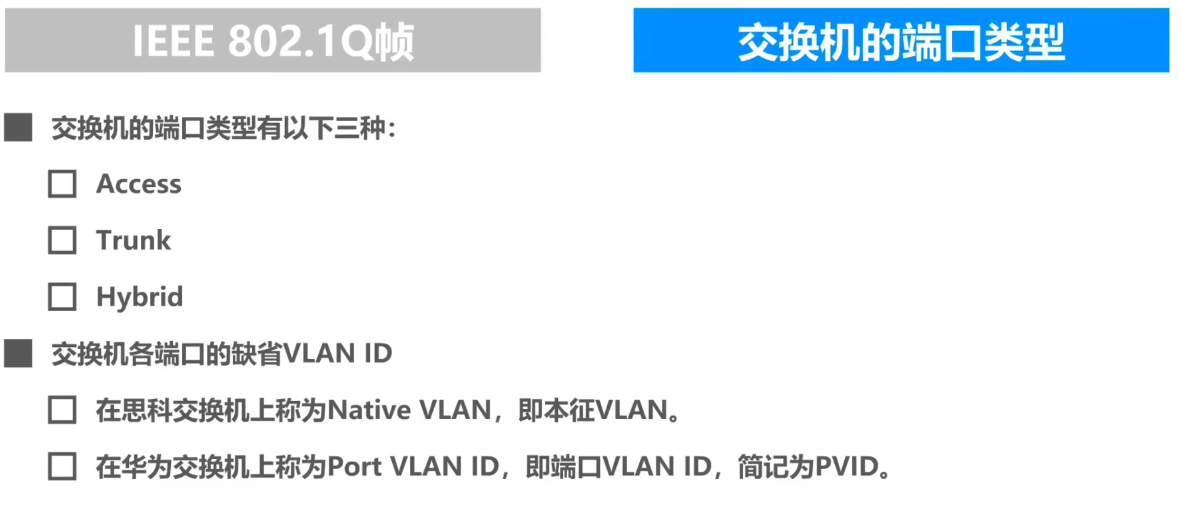 IEEE 802.1Q帧
交换机的端口类型
交换机的端口类型有以下三种：
Access
Trunk
Hybrid
交换机各端口的缺省VLAN ID
在思科交换机上称为Native VLAN，即本征VLAN。
在华为交换机上称为Port VLAN ID，即端口VLAN ID，简记为PVID。